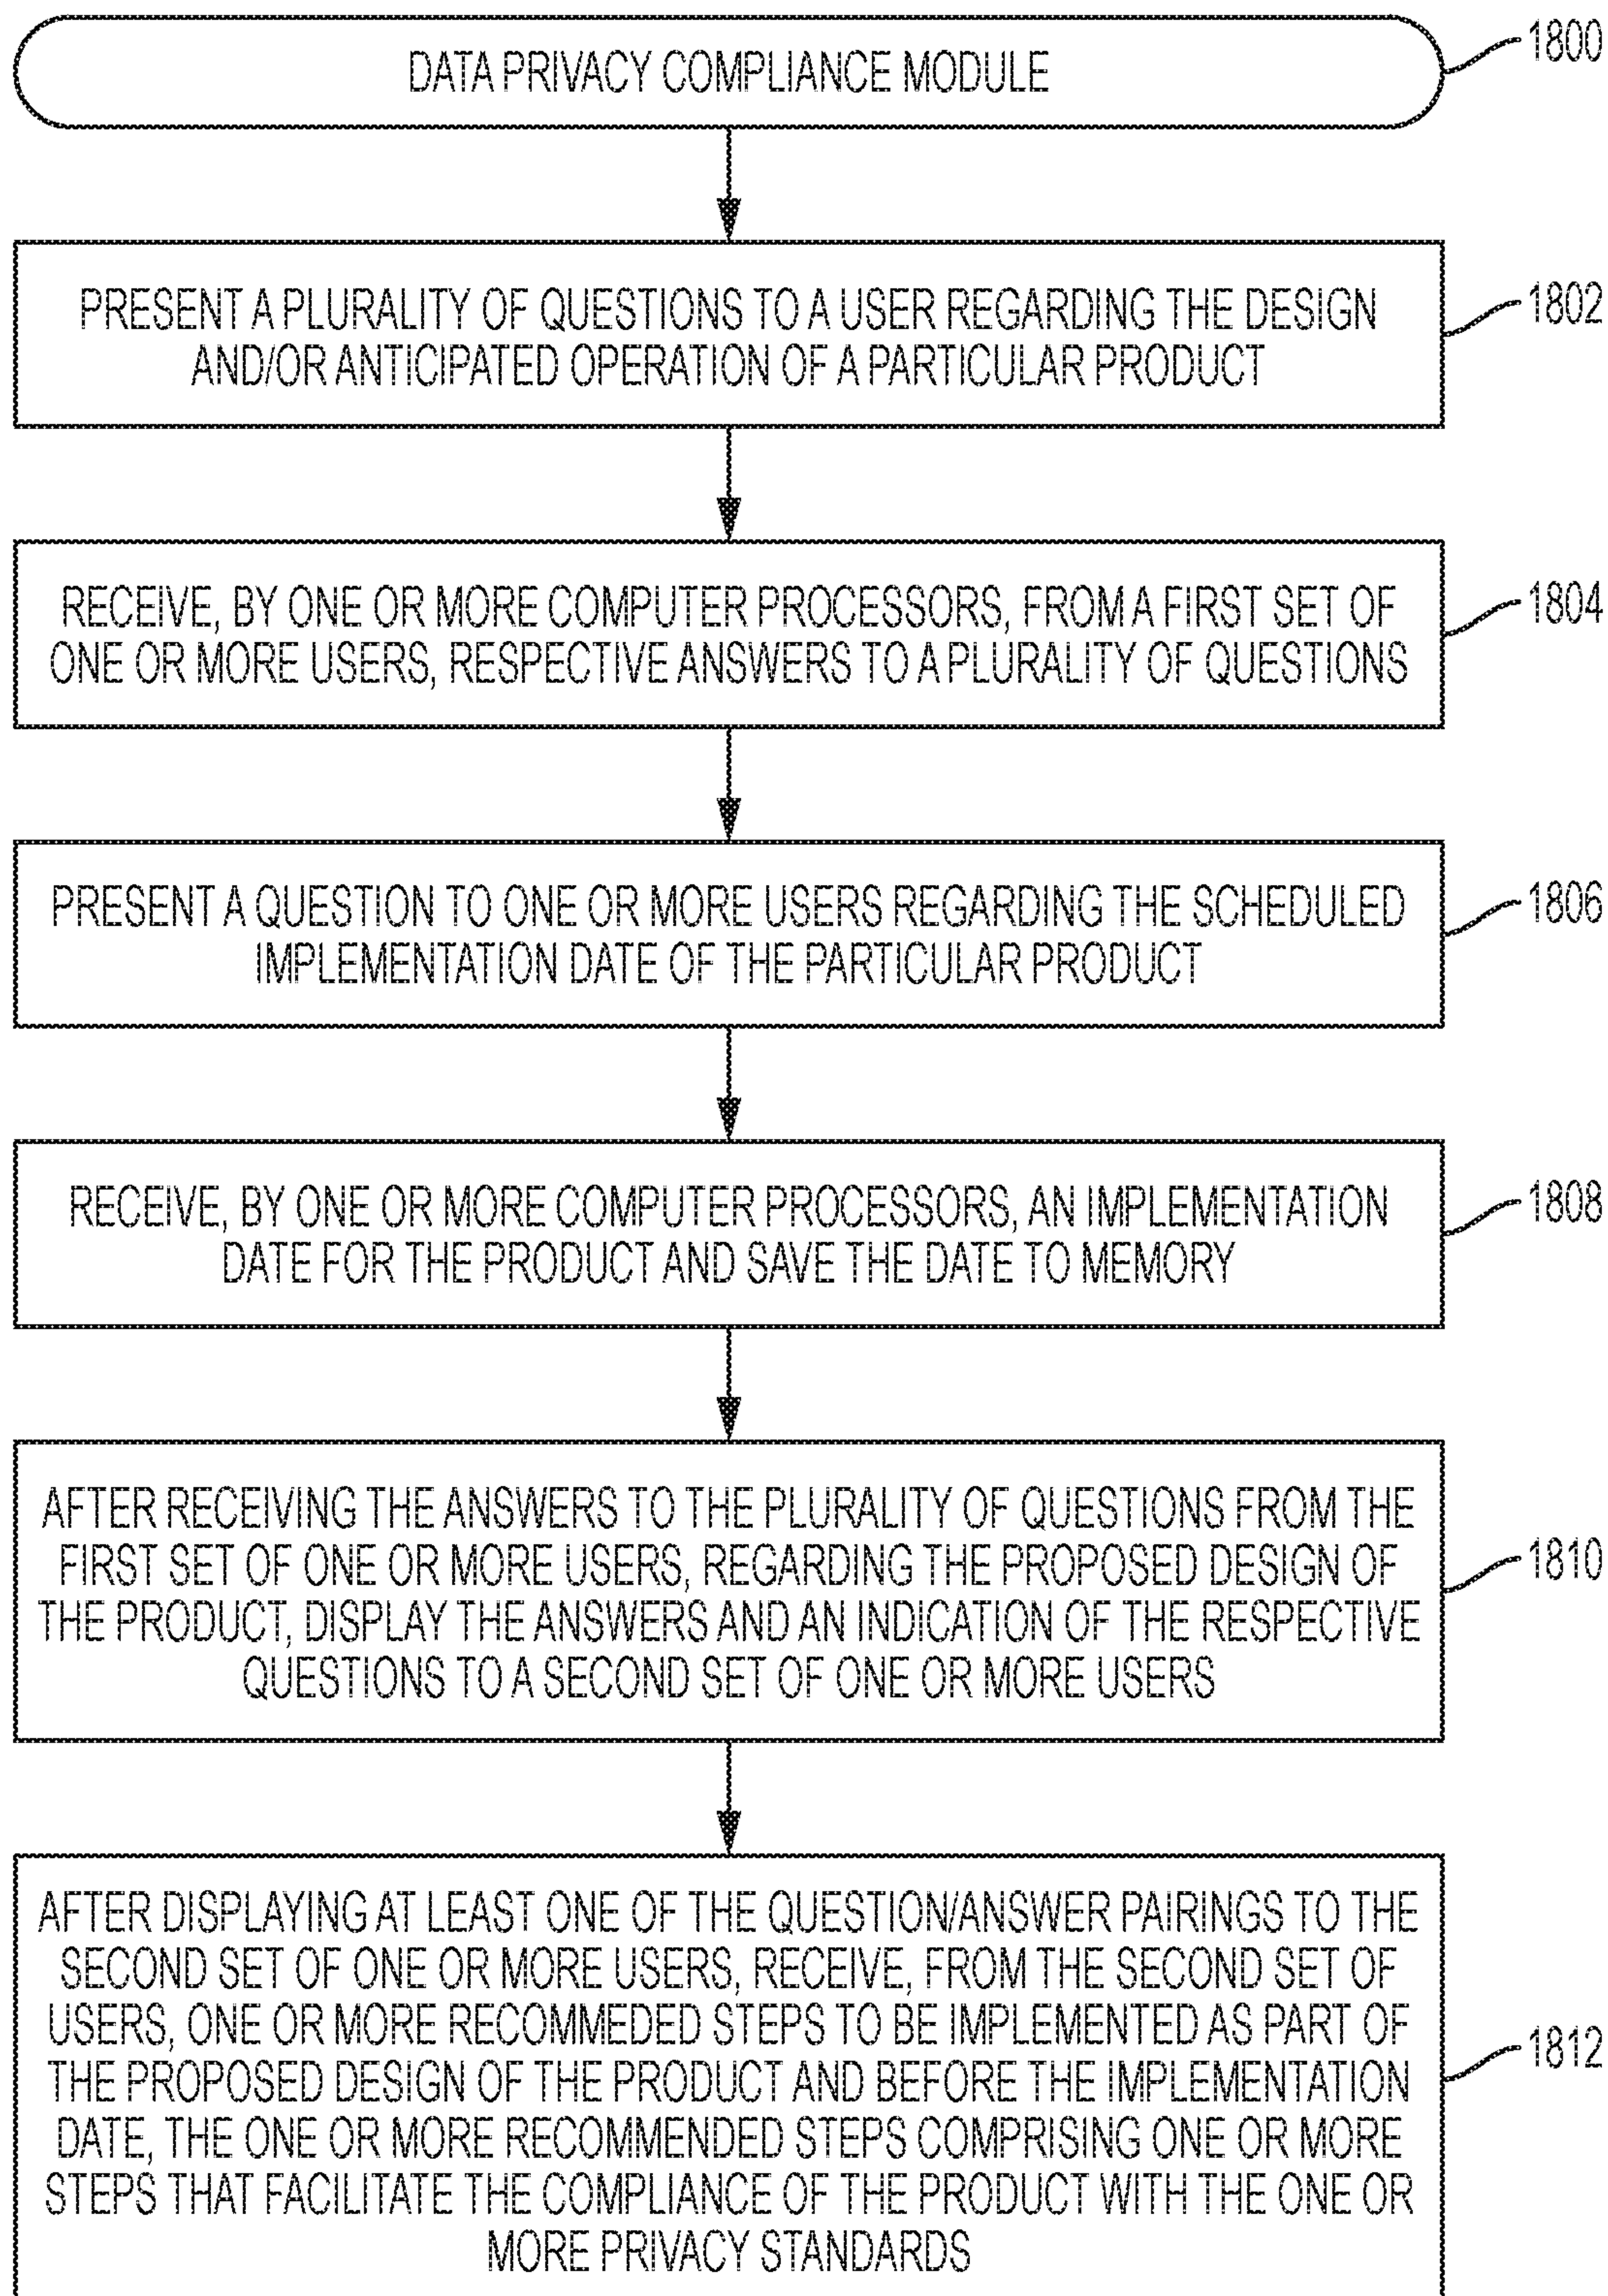 DATA PRIVACY COMPLIANCE MODULE
1800
PRESENT A PLURALITY OF QUESTIONS TO A USER REGARDING THE DESIGN
AND/OR ANTICIPATED OPERATION OF A PARTICULAR PRODUCT
1802
RECEIVE, BY ONE OR MORE COMPUTER PROCESSORS, FROM A FIRST SET OF
ONE OR MORE USERS, RESPECTIVE ANSWERS TO A PLURALITY OF QUESTIONS
1804
PRESENT A QUESTION TO ONE OR MORE USERS REGARDING THE SCHEDULED
IMPLEMENTATION DATE OF THE PARTICULAR PRODUCT
1806
RECEIVE, BY ONE OR MORE COMPUTER PROCESSORS, AN IMPLEMENTATION
DATE FOR THE PRODUCT AND SAVE THE DATE TO MEMORY
1808
AFTER RECEIVING THE ANSWERS TO THE PLURALITY OF QUESTIONS FROM THE
FIRST SET OF ONE OR MORE USERS, REGARDING THE PROPOSED DESIGN OF
THE PRODUCT, DISPLAY THE ANSWERS AND AN INDICATION OF THE RESPECTIVE
QUESTIONS TO A SECOND SET OF ONE OR MORE USERS
1810
AFTER DISPLAYING AT LEAST ONE OF THE QUESTION/ANSWER PAIRINGS TO THE
SECOND SET OF ONE OR MORE USERS, RECEIVE, FROM THE SECOND SET OF
USERS, ONE OR MORE RECOMMEDED STEPS TO BE IMPLEMENTED AS PART OF
THE PROPOSED DESIGN OF THE PRODUCT AND BEFORE THE IMPLEMENTATION
DATE, THE ONE OR MORE RECOMMENDED STEPS COMPRISING ONE OR MORE
STEPS THAT FACILITATE THE COMPLIANCE OF THE PRODUCT WITH THE ONE OR
MORE PRIVACY STANDARDS
1812